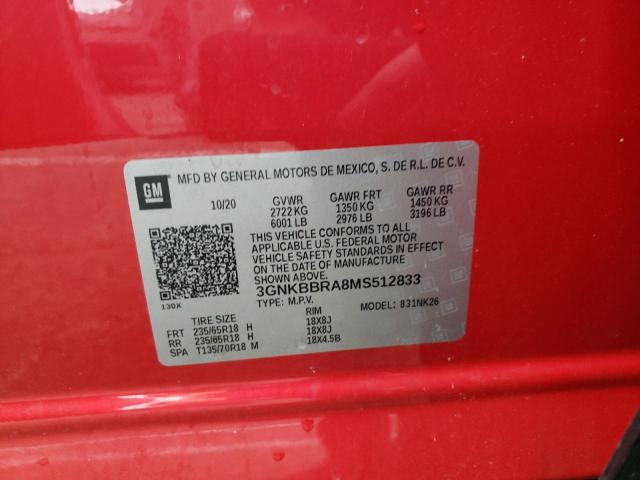 GM
MFD BY GENERAL MOTORS DE MEXICO, S. DE R.L. DE C.V.
10/20 GVWR GAWR FRT GAWR RR
2722 KG 1350 KG 1450 KG
6001 LB 2976 LB 3196 LB
THIS VEHICLE CONFORMS TO ALL
APPLICABLE U.S. FEDERAL MOTOR
VEHICLE SAFETY STANDARDS IN EFFECT
ON THE DATE OF MANUFACTURE
SHOWN ABOVE.
3GNKBBRA8MS512833
130X
TYPE: M.P.V. MODEL: 831NK26
TIRE SIZE RIM
FRT 235/65R18 H 18X8J
RR 235/65R18 H 18X8J
SPA T135/70R18 M 18X4.5B